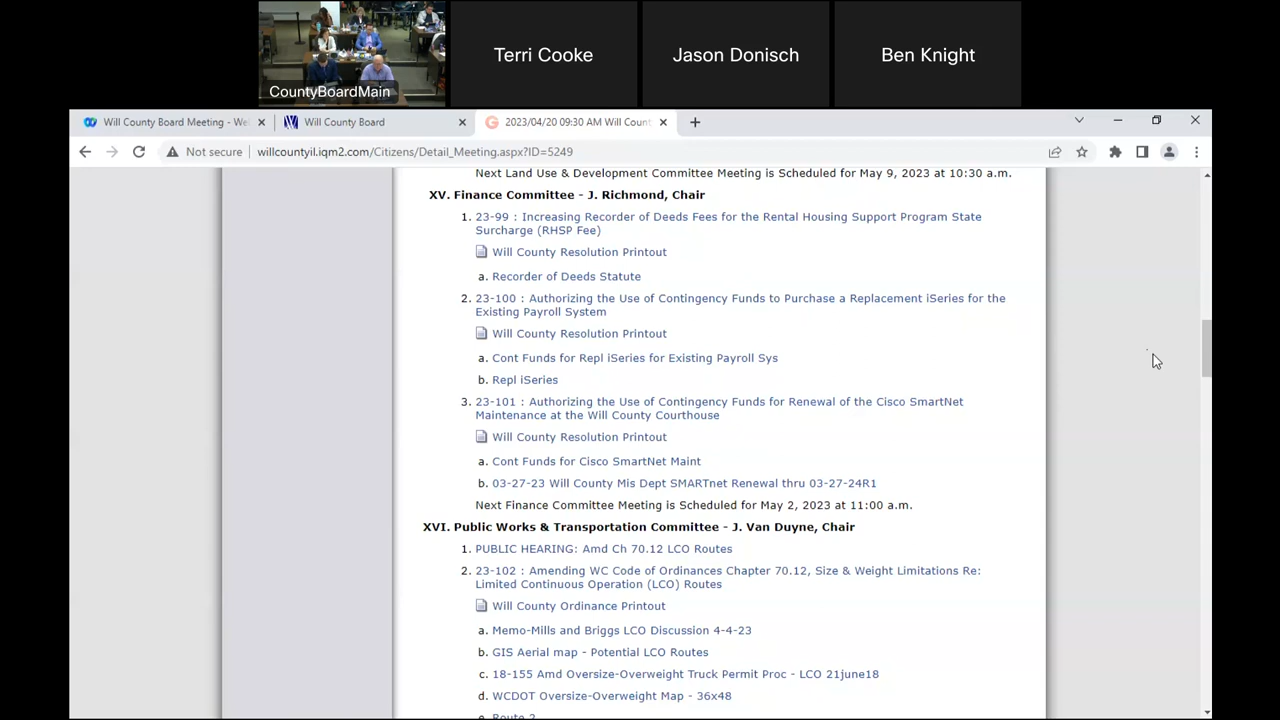 CountyBoardMain
Terri Cooke
Jason Donisch
Ben Knight
Will County Board Meeting - We
Will County Board
2023/04/20 09:30 AM Will Coun
Not secure
willcountyil.iqm2.com/Citizens/Detail_Meeting.aspx?ID=5249
Next Land Use & Development Committee Meeting is Scheduled for May 9, 2023 at 10:30 a.m.
XV. Finance Committee - J. Richmond, Chair
1. 23-99 : Increasing Recorder of Deeds Fees for the Rental Housing Support Program State
Surcharge (RHSP Fee)
Will County Resolution Printout
a. Recorder of Deeds Statute
2. 23-100 : Authorizing the Use of Contingency Funds to Purchase a Replacement iSeries for the
Existing Payroll System
Will County Resolution Printout
a. Cont Funds for Repl iSeries for Existing Payroll Sys
b. Repl iSeries
3. 23-101 : Authorizing the Use of Contingency Funds for Renewal of the Cisco SmartNet
Maintenance at the Will County Courthouse
Will County Resolution Printout
a. Cont Funds for Cisco SmartNet Maint
b. 03-27-23 Will County Mis Dept SMARTnet Renewal thru 03-27-24R1
Next Finance Committee Meeting is Scheduled for May 2, 2023 at 11:00 a.m.
XVI. Public Works & Transportation Committee - J. Van Duyne, Chair
1. PUBLIC HEARING: Amd Ch 70.12 LCO Routes
2. 23-102 : Amending WC Code of Ordinances Chapter 70.12, Size & Weight Limitations Re:
Limited Continuous Operation (LCO) Routes
Will County Ordinance Printout
a. Memo-Mills and Briggs LCO Discussion 4-4-23
b. GIS Aerial map - Potential LCO Routes
c. 18-155 Amd Oversize-Overweight Truck Permit Proc - LCO 21june18
d. WCDOT Oversize-Overweight Map - 36x48
e. Route 2